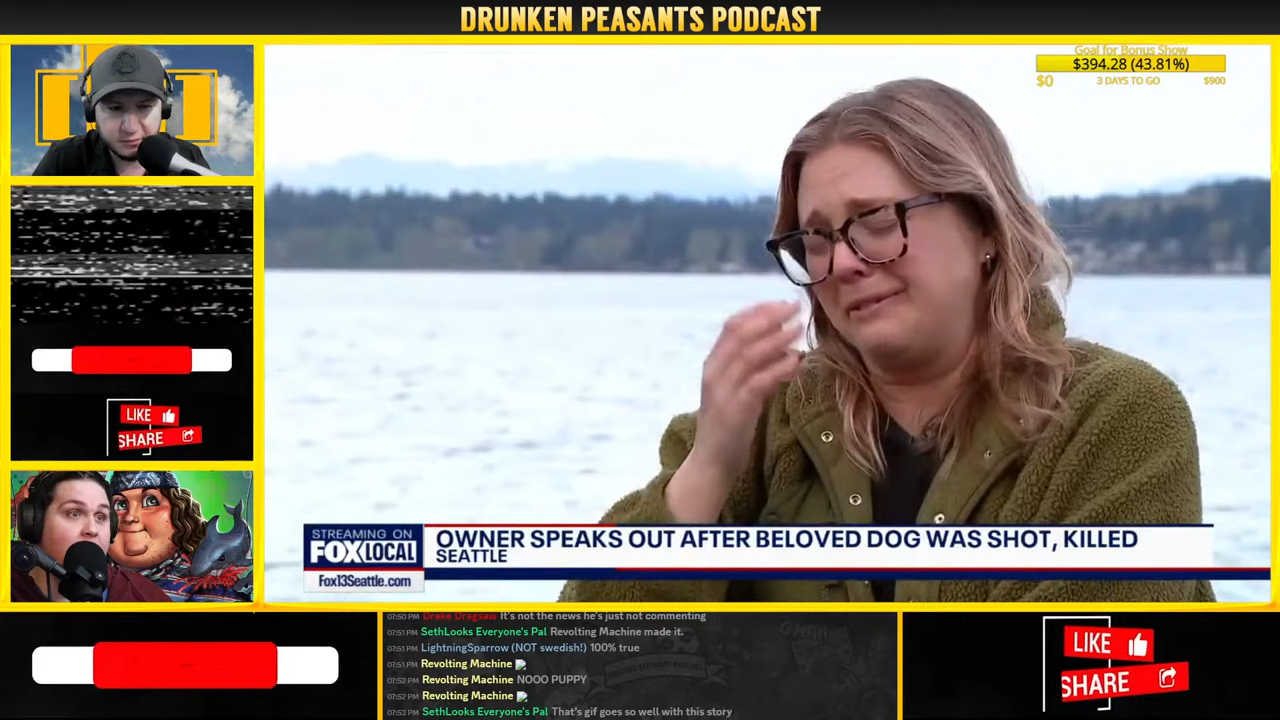 DRUNKEN PEASANTS PODCAST
Goal for Bonus Show
$394.28 (43.81%)
$0
3 DAYS TO GO
$900
LIKE
SHARE
STREAMING ON
FOX LOCAL
Fox13Seattle.com
OWNER SPEAKS OUT AFTER BELOVED DOG WAS SHOT, KILLED
SEATTLE
07:50 PM Drake Dragsaw It's not the news he's just not commenting
07:51 PM SethLooks Everyone's Pal Revolting Machine made it.
07:51 PM LightningSparrow (NOT swedish!) 100% true
07:51 PM Revolting Machine
07:52 PM Revolting Machine NOOO PUPPY
07:52 PM Revolting Machine
07:53 PM SethLooks Everyone's Pal That's gif goes so well with this story
LIKE
SHARE